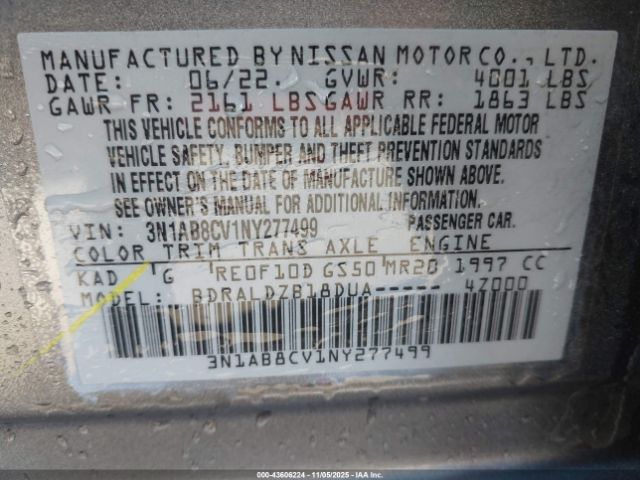 MANUFACTURED BY NISSAN MOTOR CO., LTD.
DATE: 06/22. GVWR: 4001 LBS
GAWR FR: 2161 LBS GAWR RR: 1863 LBS
THIS VEHICLE CONFORMS TO ALL APPLICABLE FEDERAL MOTOR
VEHICLE SAFETY, BUMPER AND THEFT PREVENTION STANDARDS
IN EFFECT ON THE DATE OF MANUFACTURE SHOWN ABOVE.
SEE OWNER'S MANUAL FOR ADDITIONAL INFORMATION.
VIN: 3N1AB8CV1NY277499 PASSENGER CAR.
COLOR TRIM TRANS AXLE ENGINE
KAD G RE0F10D GS50 MR20 1997 CC
MODEL: BDRALDZB18DUA----- 4Z000
3N1AB8CV1NY277499
00-43606224 - 11/05/2025 - IAAI.COM